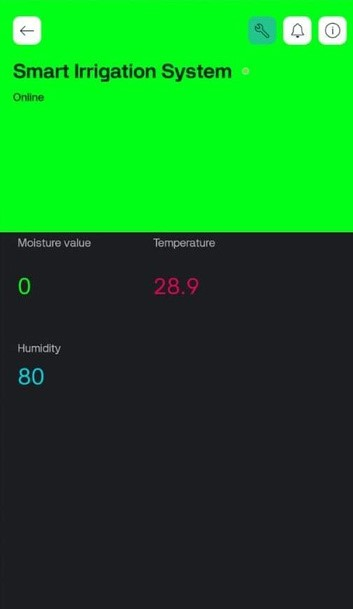 Smart Irrigation System
Online
Moisture value Temperature
0 28.9
Humidity
80